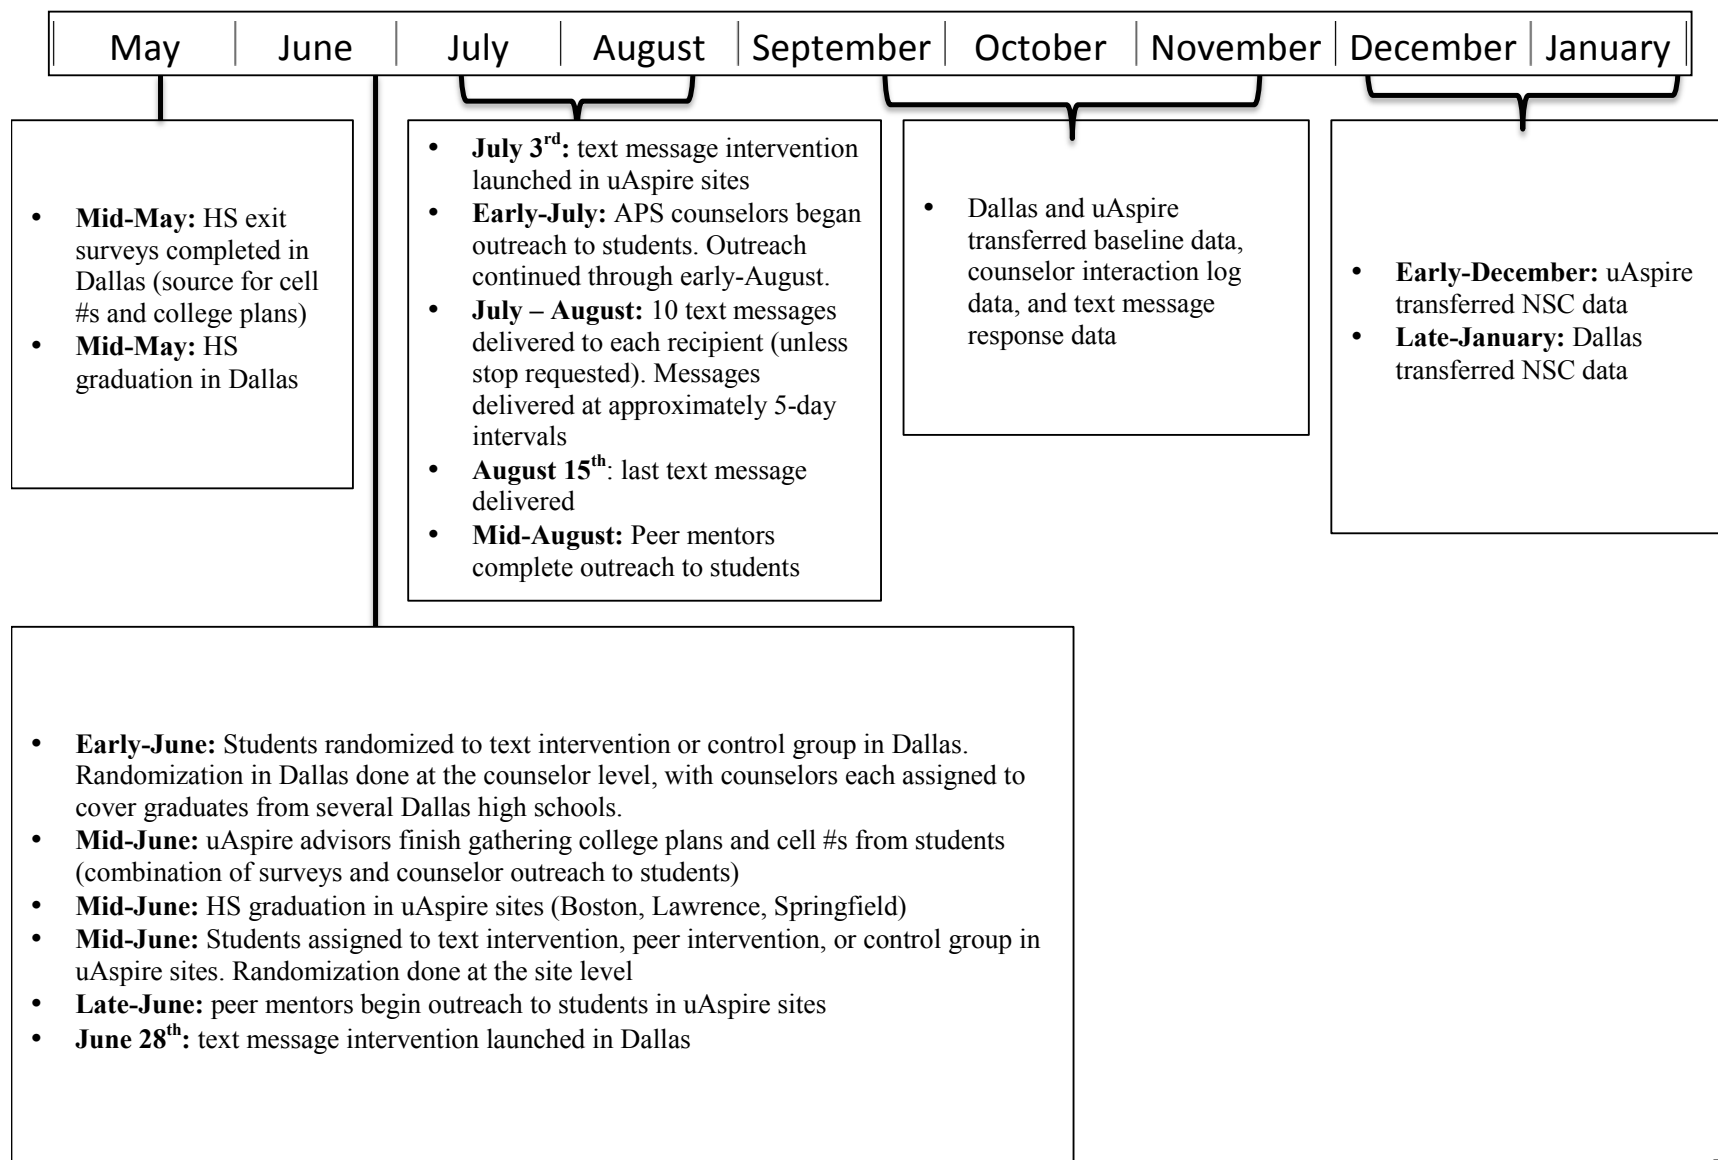 May June July August September October November December January
• Mid-May: HS exit
surveys completed in
Dallas (source for cell
#s and college plans)
• Mid-May: HS
graduation in Dallas
• July 3rd: text message intervention
launched in uAspire sites
• Early-July: APS counselors began
outreach to students. Outreach
continued through early-August.
• July – August: 10 text messages
delivered to each recipient (unless
stop requested). Messages
delivered at approximately 5-day
intervals
• August 15th: last text message
delivered
• Mid-August: Peer mentors
complete outreach to students
• Dallas and uAspire
transferred baseline data,
counselor interaction log
data, and text message
response data
• Early-December: uAspire
transferred NSC data
• Late-January: Dallas
transferred NSC data
• Early-June: Students randomized to text intervention or control group in Dallas.
Randomization in Dallas done at the counselor level, with counselors each assigned to
cover graduates from several Dallas high schools.
• Mid-June: uAspire advisors finish gathering college plans and cell #s from students
(combination of surveys and counselor outreach to students)
• Mid-June: HS graduation in uAspire sites (Boston, Lawrence, Springfield)
• Mid-June: Students assigned to text intervention, peer intervention, or control group in
uAspire sites. Randomization done at the site level
• Late-June: peer mentors begin outreach to students in uAspire sites
• June 28th: text message intervention launched in Dallas